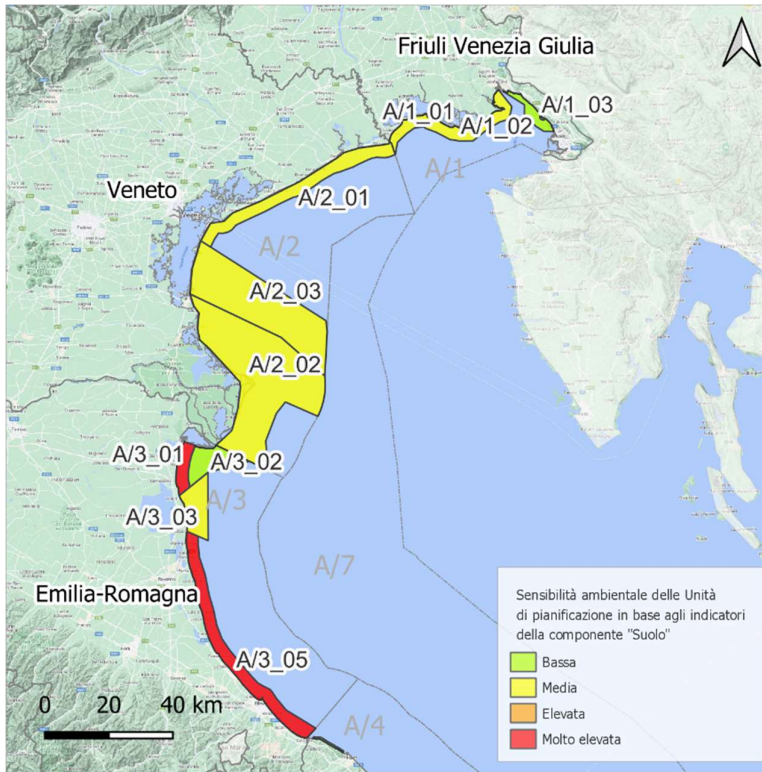 Friuli Venezia Giulia
A/1_01
A/1_03
A/1_02
A/1
Veneto
A/2_01
A/2
A/2_03
A/2_02
A/3_01
A/3_02
A/3
A/3_03
A/7
Emilia-Romagna
A/3_05
A/4
0 20 40 km
Sensibilità ambientale delle Unità
di pianificazione in base agli indicatori
della componente "Suolo"
Bassa
Media
Elevata
Molto elevata